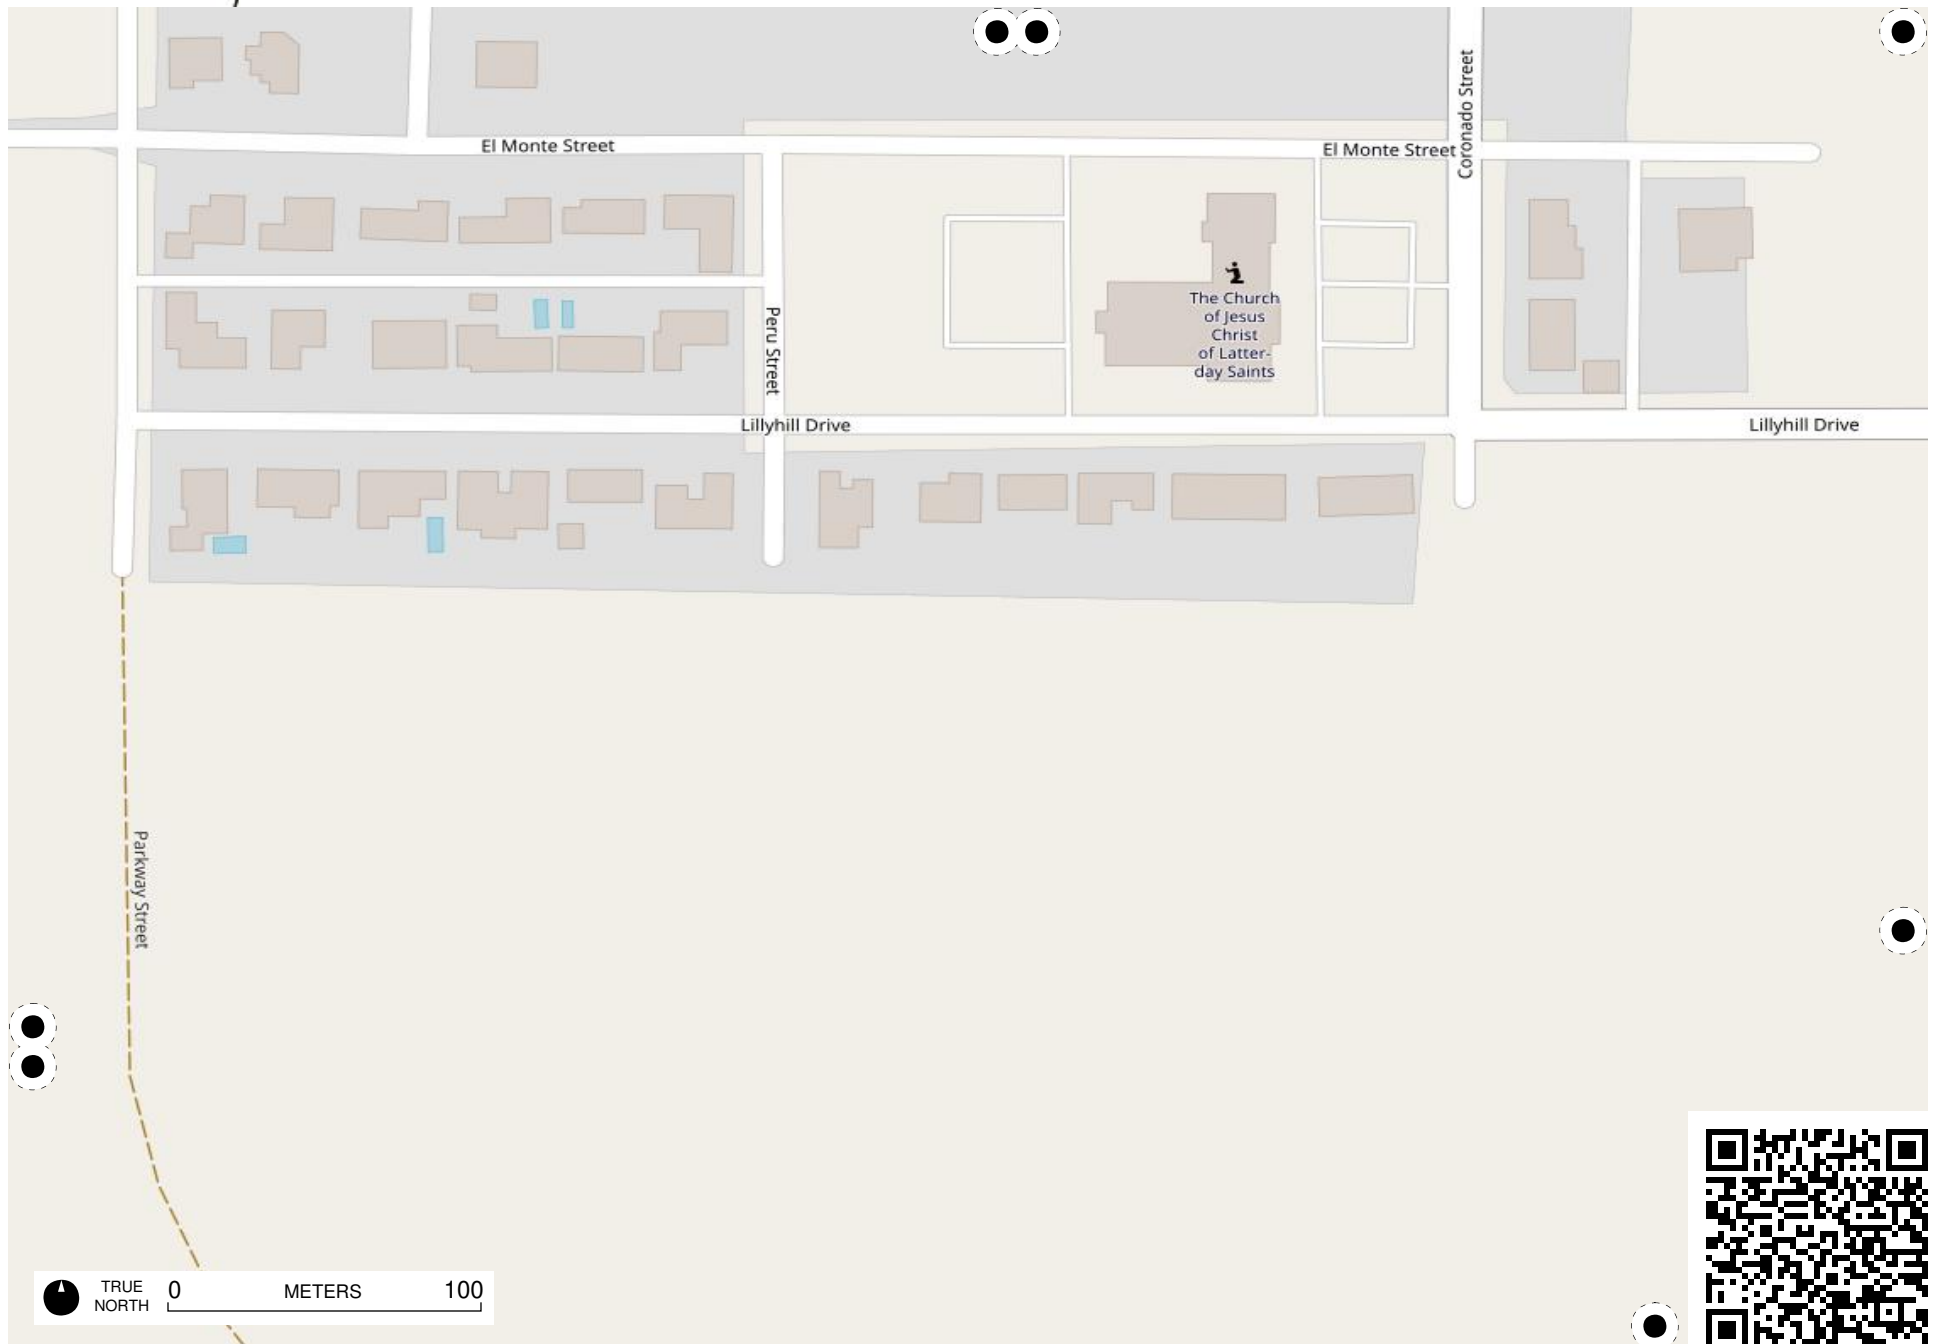 Coronado Street
El Monte Street
El Monte Street
The Church
of Jesus
Christ
of Latter-
day Saints
Peru Street
Lillyhill Drive
Lillyhill Drive
Parkway Street
TRUE
NORTH
0 METERS 100